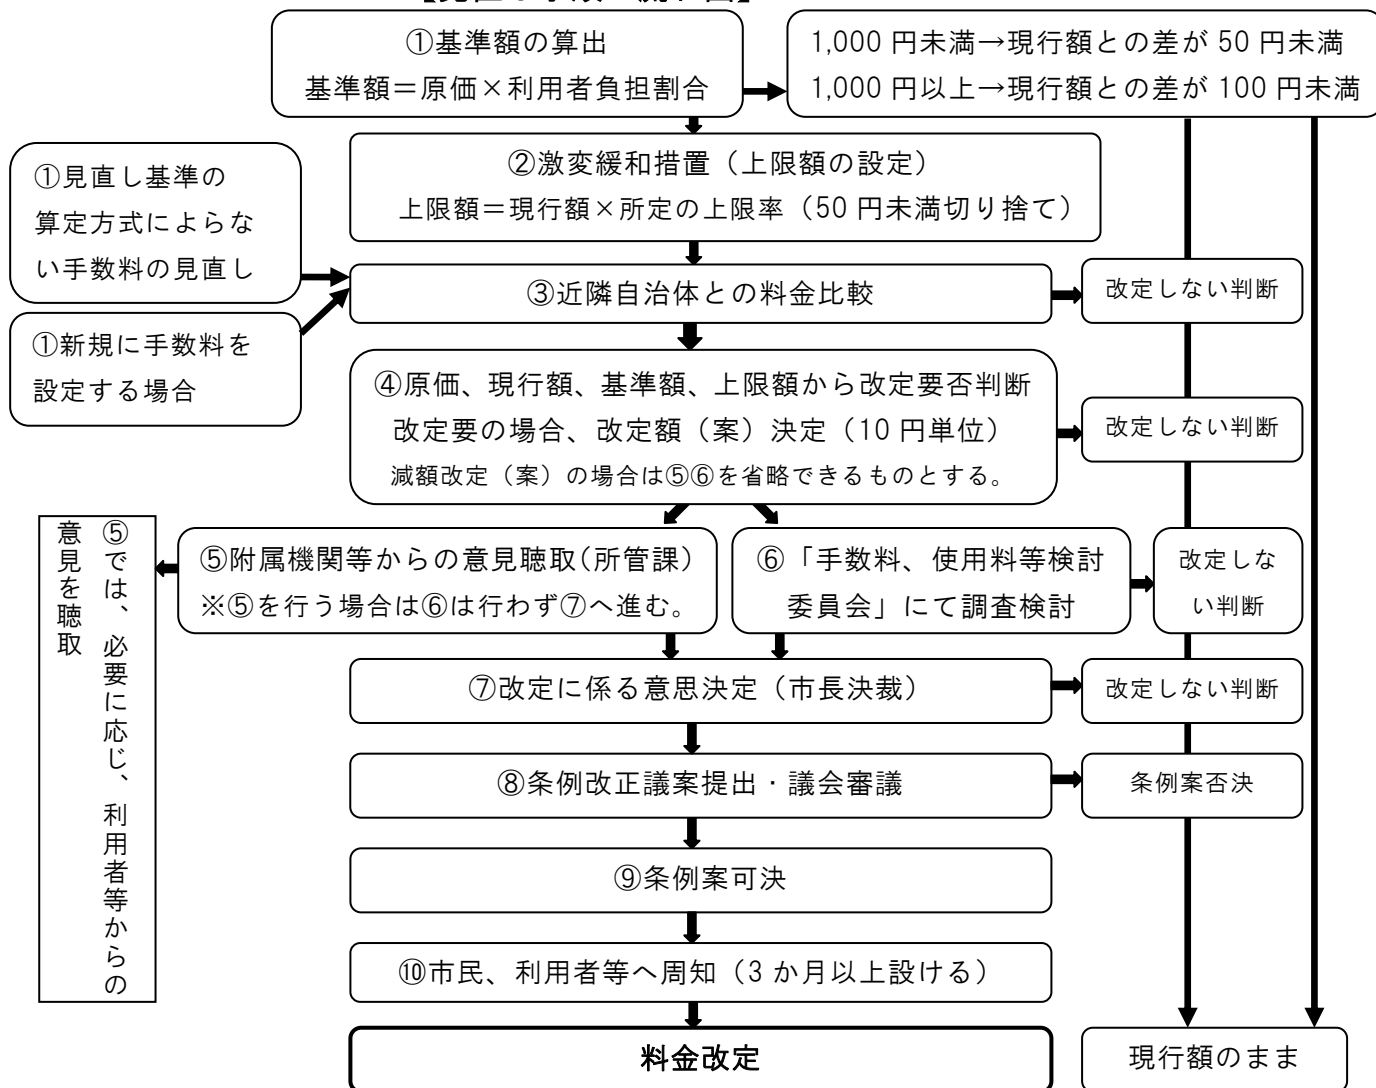 ①基準額の算出
基準額＝原価×利用者負担割合
1,000 円未満→現行額との差が 50 円未満
1,000 円以上→現行額との差が 100 円未満
②激変緩和措置（上限額の設定）
上限額＝現行額×所定の上限率（50 円未満切り捨て）
①見直し基準の
算定方式によらな
い手数料の見直し
①新規に手数料を
設定する場合
③近隣自治体との料金比較
改定しない判断
④原価、現行額、基準額、上限額から改定要否判断
改定要の場合、改定額（案）決定（10 円単位）
減額改定（案）の場合は⑤⑥を省略できるものとする。
改定しない判断
⑤では、必要に応じ、利用者等からの
意見を聴取
⑤附属機関等からの意見聴取（所管課）
※⑤を行う場合は⑥は行わず⑦へ進む。
⑥「手数料、使用料等検討
委員会」にて調査検討
改定しな
い判断
⑦改定に係る意思決定（市長決裁）
改定しない判断
⑧条例改正議案提出・議会審議
条例案否決
⑨条例案可決
⑩市民、利用者等へ周知（3 か月以上設ける）
料金改定
現行額のまま